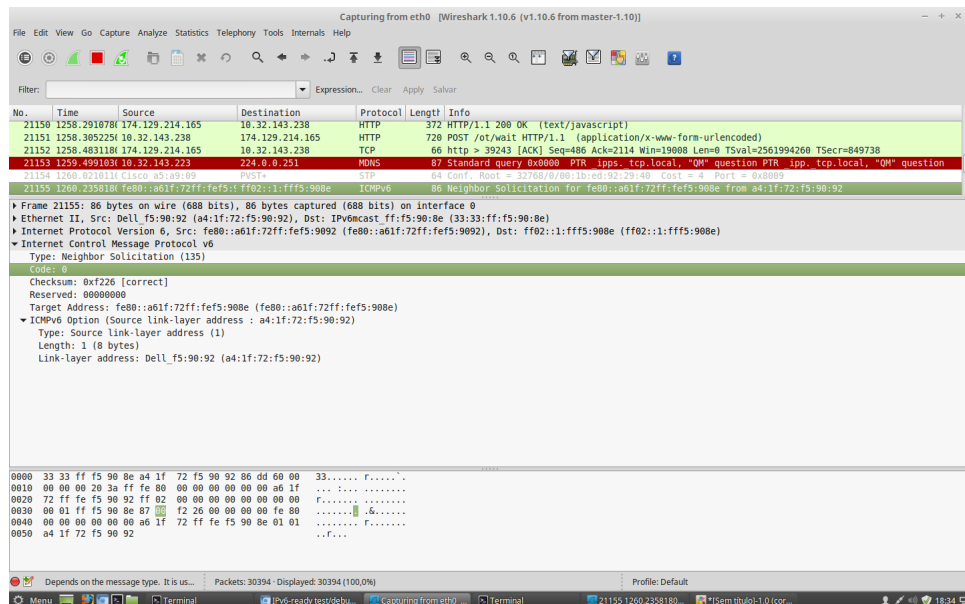 Capturing from eth0 [Wireshark 1.10.6 (v1.10.6 from master-1.10)]
File Edit View Go Capture Analyze Statistics Telephony Tools Internals Help
Filter: Expression... Clear Apply Salvar
No. Time Source Destination Protocol Length Info
21150 1258.291078( 174.129.214.165 10.32.143.238 HTTP 372 HTTP/1.1 200 OK (text/javascript)
21151 1258.305225( 10.32.143.238 174.129.214.165 HTTP 720 POST /ot/wait HTTP/1.1 (application/x-www-form-urlencoded)
21152 1258.483118( 174.129.214.165 10.32.143.238 TCP 66 http > 39243 [ACK] Seq=486 Ack=2114 Win=19008 Len=0 TSval=2561994260 TSecr=849738
21153 1259.499103( 10.32.143.223 224.0.0.251 MDNS 87 Standard query 0x0000 PTR _ipps._tcp.local, "QM" question PTR _ipp._tcp.local, "QM" question
21154 1260.021011( Cisco_a5:a9:09 PVST+ STP 64 Conf. Root = 32768/0/00:1b:ed:92:29:40 Cost = 4 Port = 0x8009
21155 1260.235818( fe80::a61f:72ff:fef5:9 ff02::1:fff5:908e ICMPv6 86 Neighbor Solicitation for fe80::a61f:72ff:fef5:908e from a4:1f:72:f5:90:92
Frame 21155: 86 bytes on wire (688 bits), 86 bytes captured (688 bits) on interface 0
Ethernet II, Src: Dell_f5:90:92 (a4:1f:72:f5:90:92), Dst: IPv6mcast_ff:f5:90:8e (33:33:ff:f5:90:8e)
Internet Protocol Version 6, Src: fe80::a61f:72ff:fef5:9092 (fe80::a61f:72ff:fef5:9092), Dst: ff02::1:fff5:908e (ff02::1:fff5:908e)
Internet Control Message Protocol v6
Type: Neighbor Solicitation (135)
Code: 0
Checksum: 0xf226 [correct]
Reserved: 00000000
Target Address: fe80::a61f:72ff:fef5:908e (fe80::a61f:72ff:fef5:908e)
ICMPv6 Option (Source link-layer address : a4:1f:72:f5:90:92)
Type: Source link-layer address (1)
Length: 1 (8 bytes)
Link-layer address: Dell_f5:90:92 (a4:1f:72:f5:90:92)
0000 33 33 ff f5 90 8e a4 1f 72 f5 90 92 86 dd 60 00 33...... r.....`.
0010 00 00 00 20 3a ff fe 80 00 00 00 00 00 00 a6 1f ... :... ........
0020 72 ff fe f5 90 92 ff 02 00 00 00 00 00 00 00 00 r....... ........
0030 00 01 ff f5 90 8e 87 00 f2 26 00 00 00 00 fe 80 ........ .&......
0040 00 00 00 00 00 00 a6 1f 72 ff fe f5 90 8e 01 01 ........ r.......
0050 a4 1f 72 f5 90 92 ..r...
Depends on the message type. It is us... Packets: 30394 · Displayed: 30394 (100,0%) Profile: Default
Menu Terminal IPv6-ready test/debu... Capturing from eth0 ... Terminal 21155 1260.2358180... *[Sem título]-1.0 (cor... 18:34